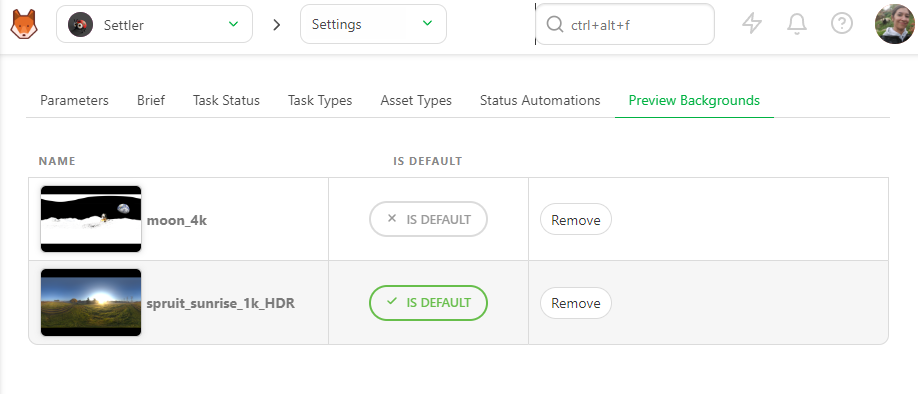 Settler
Settings
ctrl+alt+f
Parameters Brief Task Status Task Types Asset Types Status Automations Preview Backgrounds
NAME IS DEFAULT
moon_4k IS DEFAULT Remove
spruit_sunrise_1k_HDR IS DEFAULT Remove